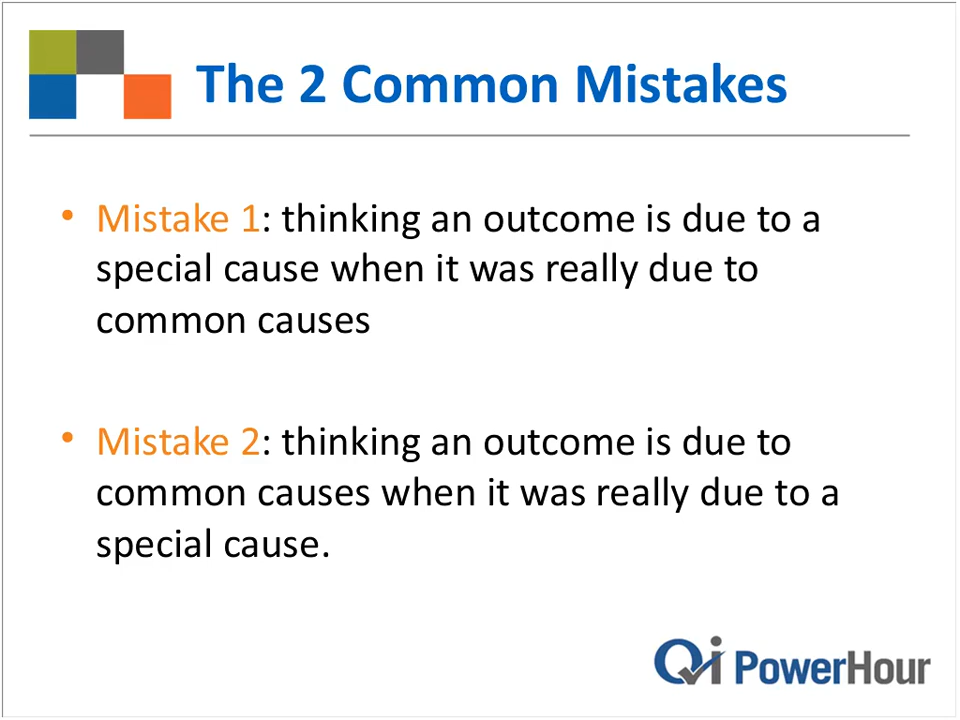 The 2 Common Mistakes
• Mistake 1: thinking an outcome is due to a
special cause when it was really due to
common causes
• Mistake 2: thinking an outcome is due to
common causes when it was really due to a
special cause.
Qi PowerHour